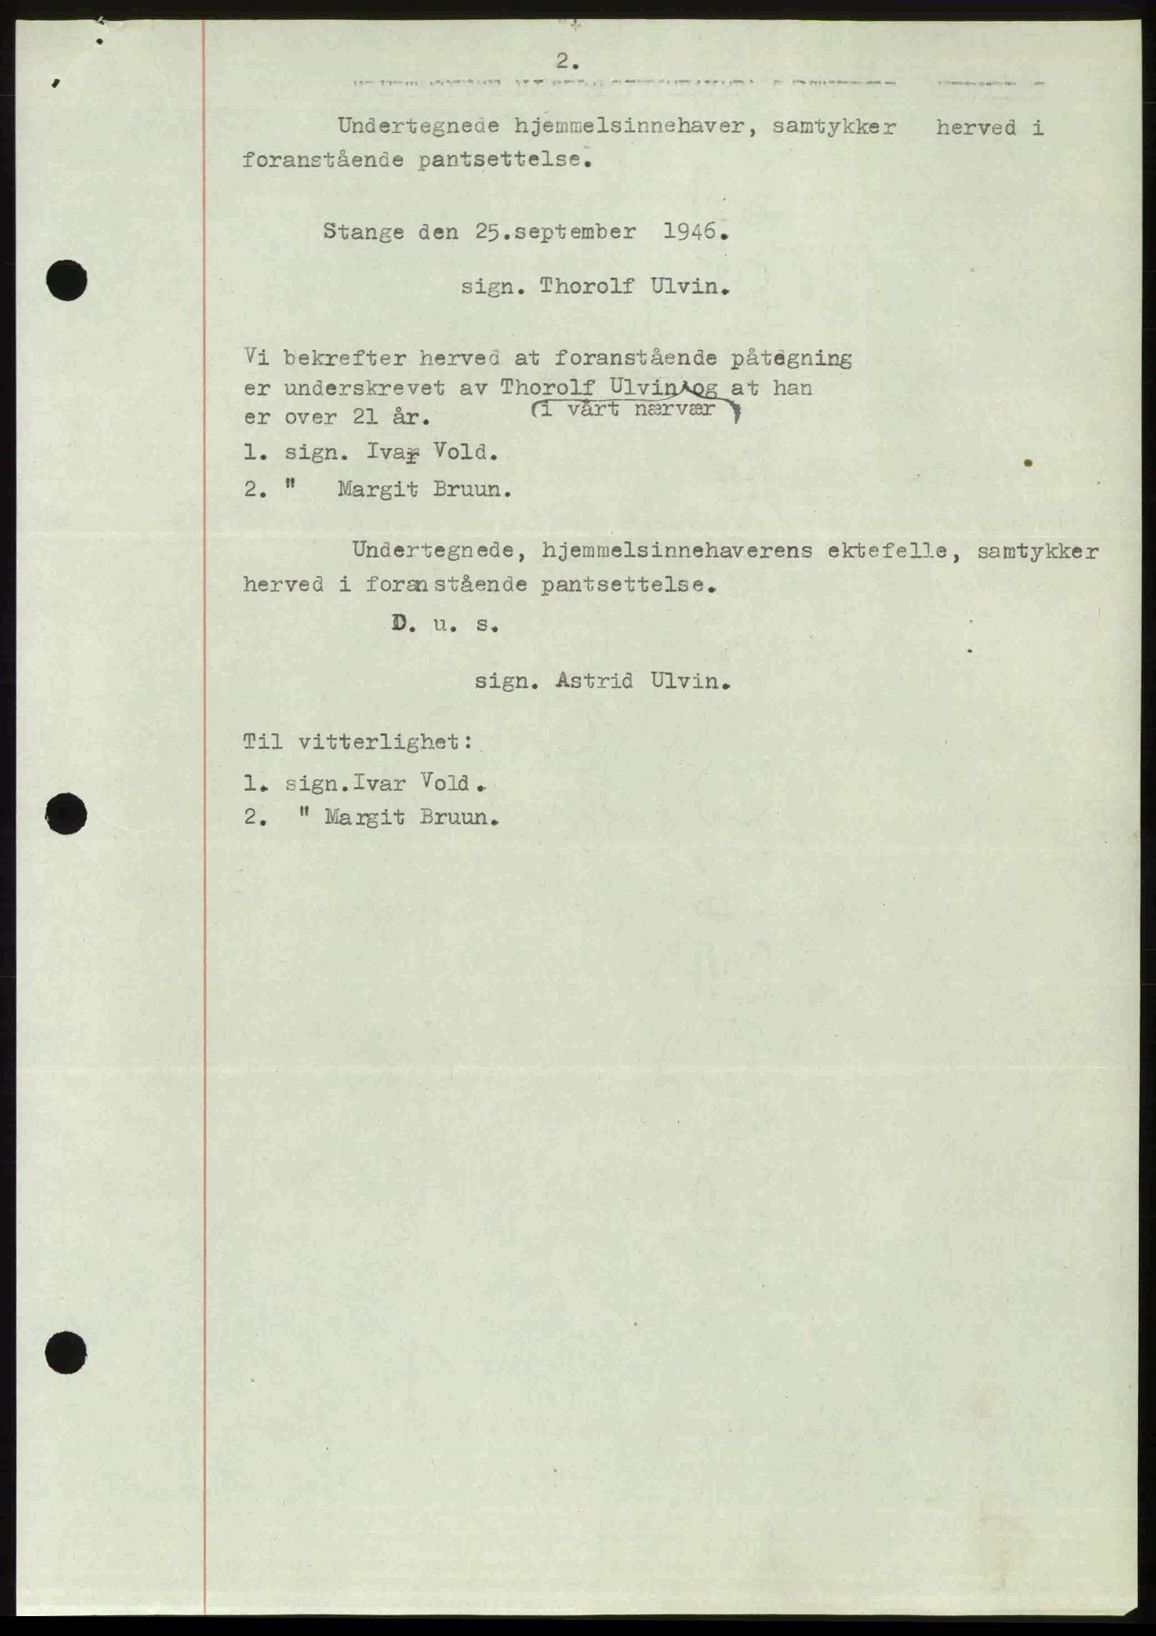 2.
Undertegnede hjemmelsinnehaver, samtykker herved i
foranstående pantsettelse.
Stange den 25.september 1946.
sign. Thorolf Ulvin.
Vi bekrefter herved at foranstående påtegning
er underskrevet av Thorolf Ulvin og at han
(i vårt nærvær)
er over 21 år.
1. sign. Ivar Vold.
2. " Margit Bruun.
Undertegnede, hjemmelsinnehaverens ektefelle, samtykker
herved i foranstående pantsettelse.
D. u. s.
sign. Astrid Ulvin.
Til vitterlighet:
1. sign.Ivar Vold.
2. " Margit Bruun.